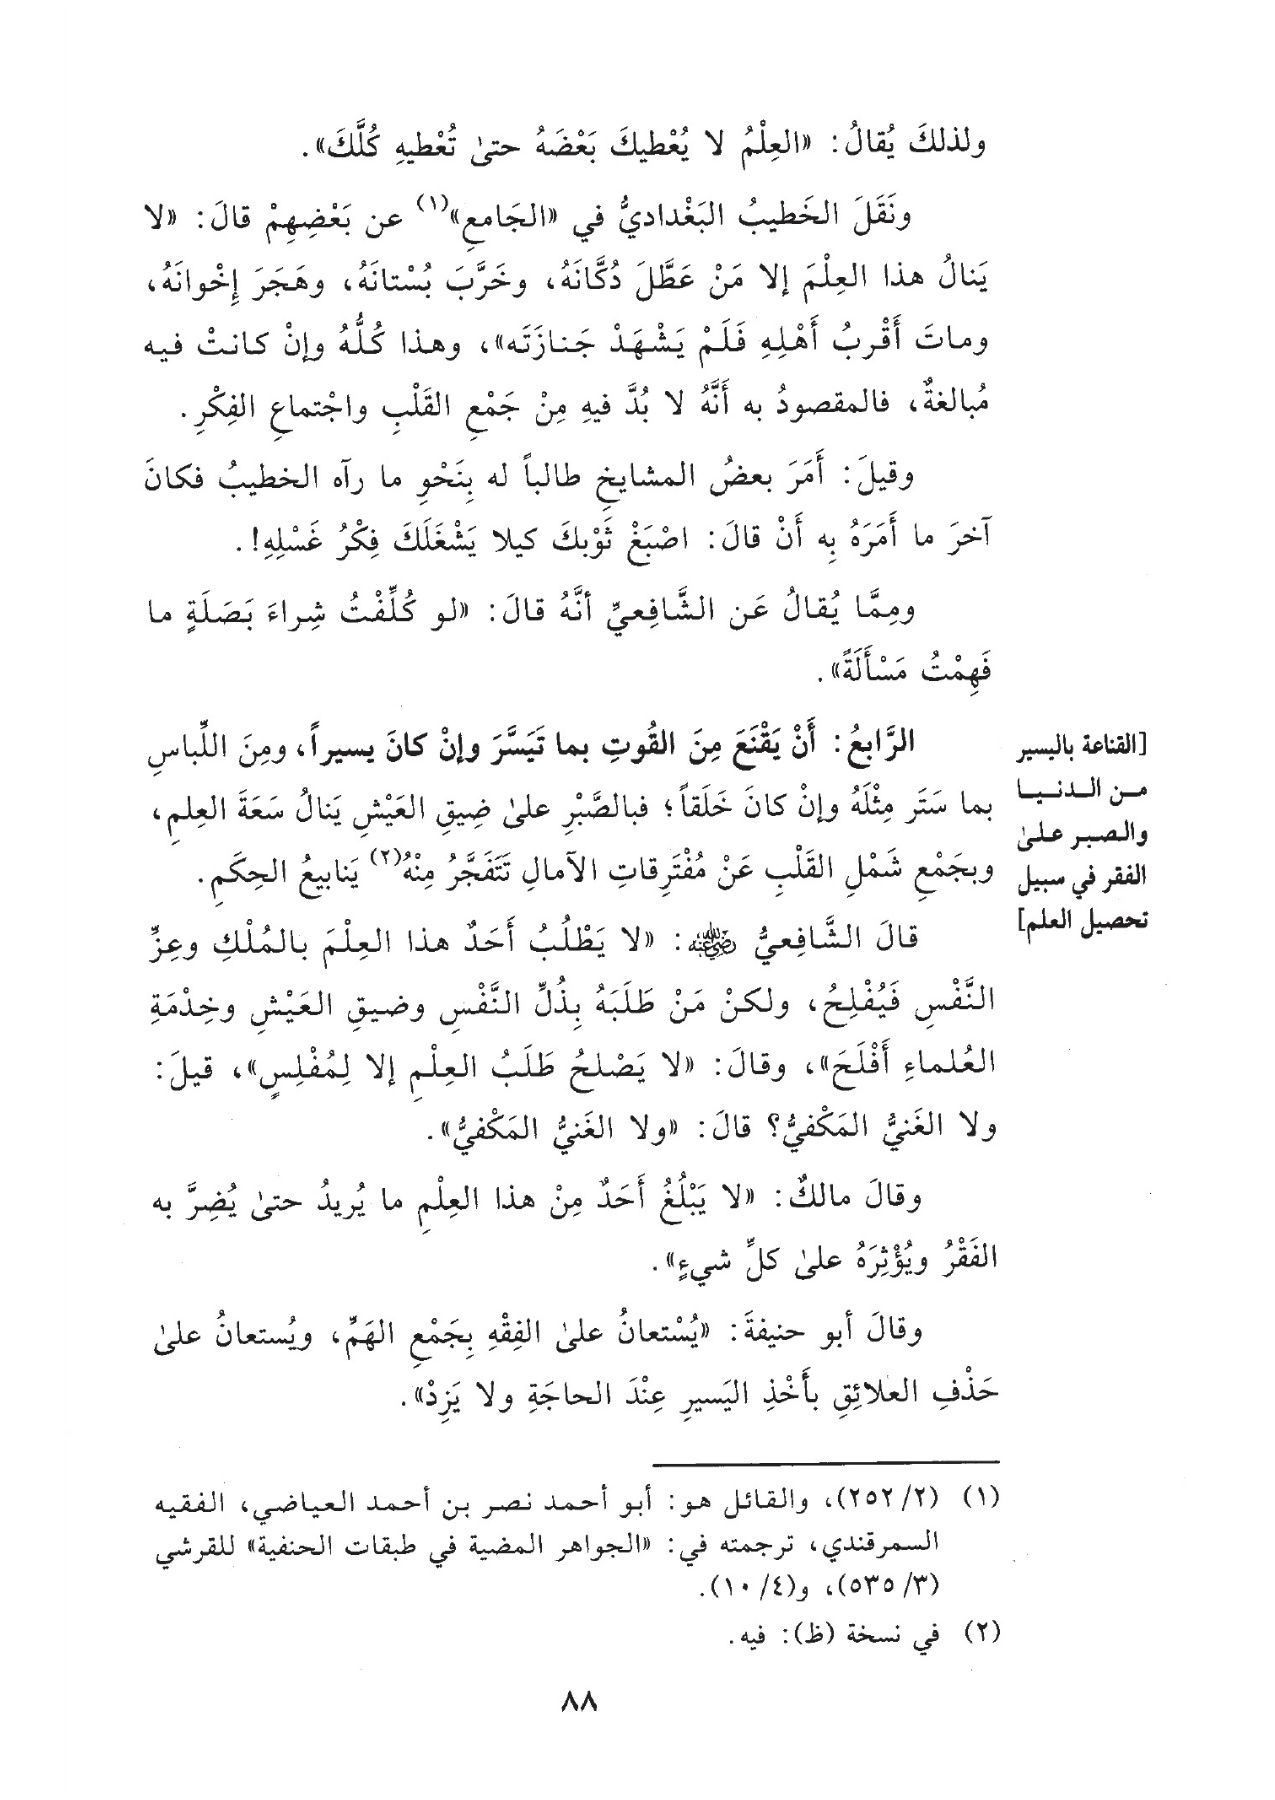 ولذلكَ يُقالُ: «العِلْمُ لا يُعْطيكَ بَعْضَهُ حتىٰ تُعْطيهِ كُلَّكَ».
ونَقَلَ الخَطيبُ البَغْداديُّ في «الجَامعِ»(١) عن بَعْضِهِمْ قالَ: «لا
يَنالُ هذا العِلْمَ إلا مَنْ عَطَّلَ دُكَّانَهُ، وخَرَّبَ بُسْتانَهُ، وهَجَرَ إِخْوانَهُ،
وماتَ أَقْربُ أَهْلِهِ فَلَمْ يَشْهَدْ جَنازَتَه»، وهذا كُلُّهُ وإنْ كانتْ فيه
مُبالغةٌ، فالمقصودُ به أَنَّهُ لا بُدَّ فيهِ مِنْ جَمْعِ القَلْبِ واجْتماعِ الفِكْرِ.
وقيلَ: أَمَرَ بعضُ المشايخِ طالباً له بِنَحْوِ ما رآه الخطيبُ فكانَ
آخرَ ما أَمَرَهُ بِه أَنْ قالَ: اصْبَغْ ثَوْبكَ كيلا يَشْغَلَكَ فِكْرُ غَسْلِهِ!.
ومِمَّا يُقالُ عَن الشَّافِعيِّ أنَّهُ قالَ: «لو كُلِّفْتُ شِراءَ بَصَلَةٍ ما
فَهِمْتُ مَسْأَلَةً».
الرَّابعُ: أَنْ يَقْنَعَ مِنَ القُوتِ بما تَيَسَّرَ وإنْ كانَ يسيراً، ومِنَ اللِّباسِ
بما سَتَر مِثْلَهُ وإنْ كانَ خَلَقاً؛ فبالصَّبْرِ علىٰ ضِيقِ العَيْشِ يَنالُ سَعَةَ العِلمِ،
وبجَمْعِ شَمْلِ القَلْبِ عَنْ مُفْتَرِقاتِ الآمالِ تَتَفَجَّرُ مِنْهُ(٢) يَنابيعُ الحِكَمِ.
[القناعة باليسير
من الدنيا
والصبر علىٰ
الفقر في سبيل
تحصيل العلم]
قالَ الشَّافِعيُّ رضي الله عنه: «لا يَطْلُبُ أَحَدٌ هذا العِلْمَ بالمُلْكِ وعِزِّ
النَّفْسِ فَيُفْلِحُ، ولكنْ مَنْ طَلَبَهُ بِذُلِّ النَّفْسِ وضيقِ العَيْشِ وخِدْمَةِ
العُلماءِ أَفْلَحَ»، وقالَ: «لا يَصْلحُ طَلَبُ العِلْمِ إلا لِمُفْلِسٍ»، قيلَ:
ولا الغَنيُّ المَكْفيُّ؟ قالَ: «ولا الغَنيُّ المَكْفيُّ».
وقالَ مالكٌ: «لا يَبْلُغُ أَحَدٌ مِنْ هذا العِلْمِ ما يُريدُ حتىٰ يُضِرَّ به
الفَقْرُ ويُؤْثِرَهُ علىٰ كلِّ شيءٍ».
وقالَ أبو حنيفةَ: «يُسْتعانُ علىٰ الفِقْهِ بِجَمْعِ الهَمِّ، ويُستعانُ علىٰ
حَذْفِ العلائِقِ بأَخْذِ اليَسيرِ عِنْدَ الحاجَةِ ولا يَزِدْ».
(١) (٢/ ٢٥٢)، والقائل هو: أبو أحمد نصر بن أحمد العياضي، الفقيه
السمرقندي، ترجمته في: «الجواهر المضية في طبقات الحنفية» للقرشي
(٣/ ٥٣٥)، و(٤/ ١٠).
(٢) في نسخة (ظ): فيه.
٨٨